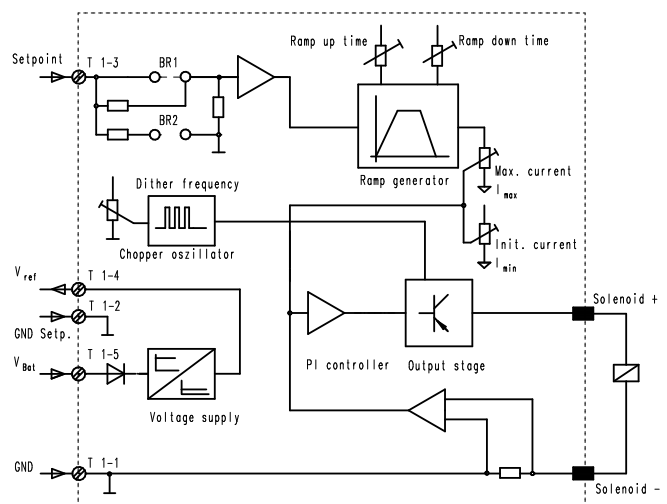 Ramp up time
Ramp down time
Setpoint
T 1-3
BR1
BR2
Ramp generator
Max. current
I max
Dither frequency
Chopper oszillator
Init. current
I min
V ref
T 1-4
T 1-2
GND Setp.
V Bat
T 1-5
Voltage supply
PI controller
Output stage
Solenoid +
GND
T 1-1
Solenoid -